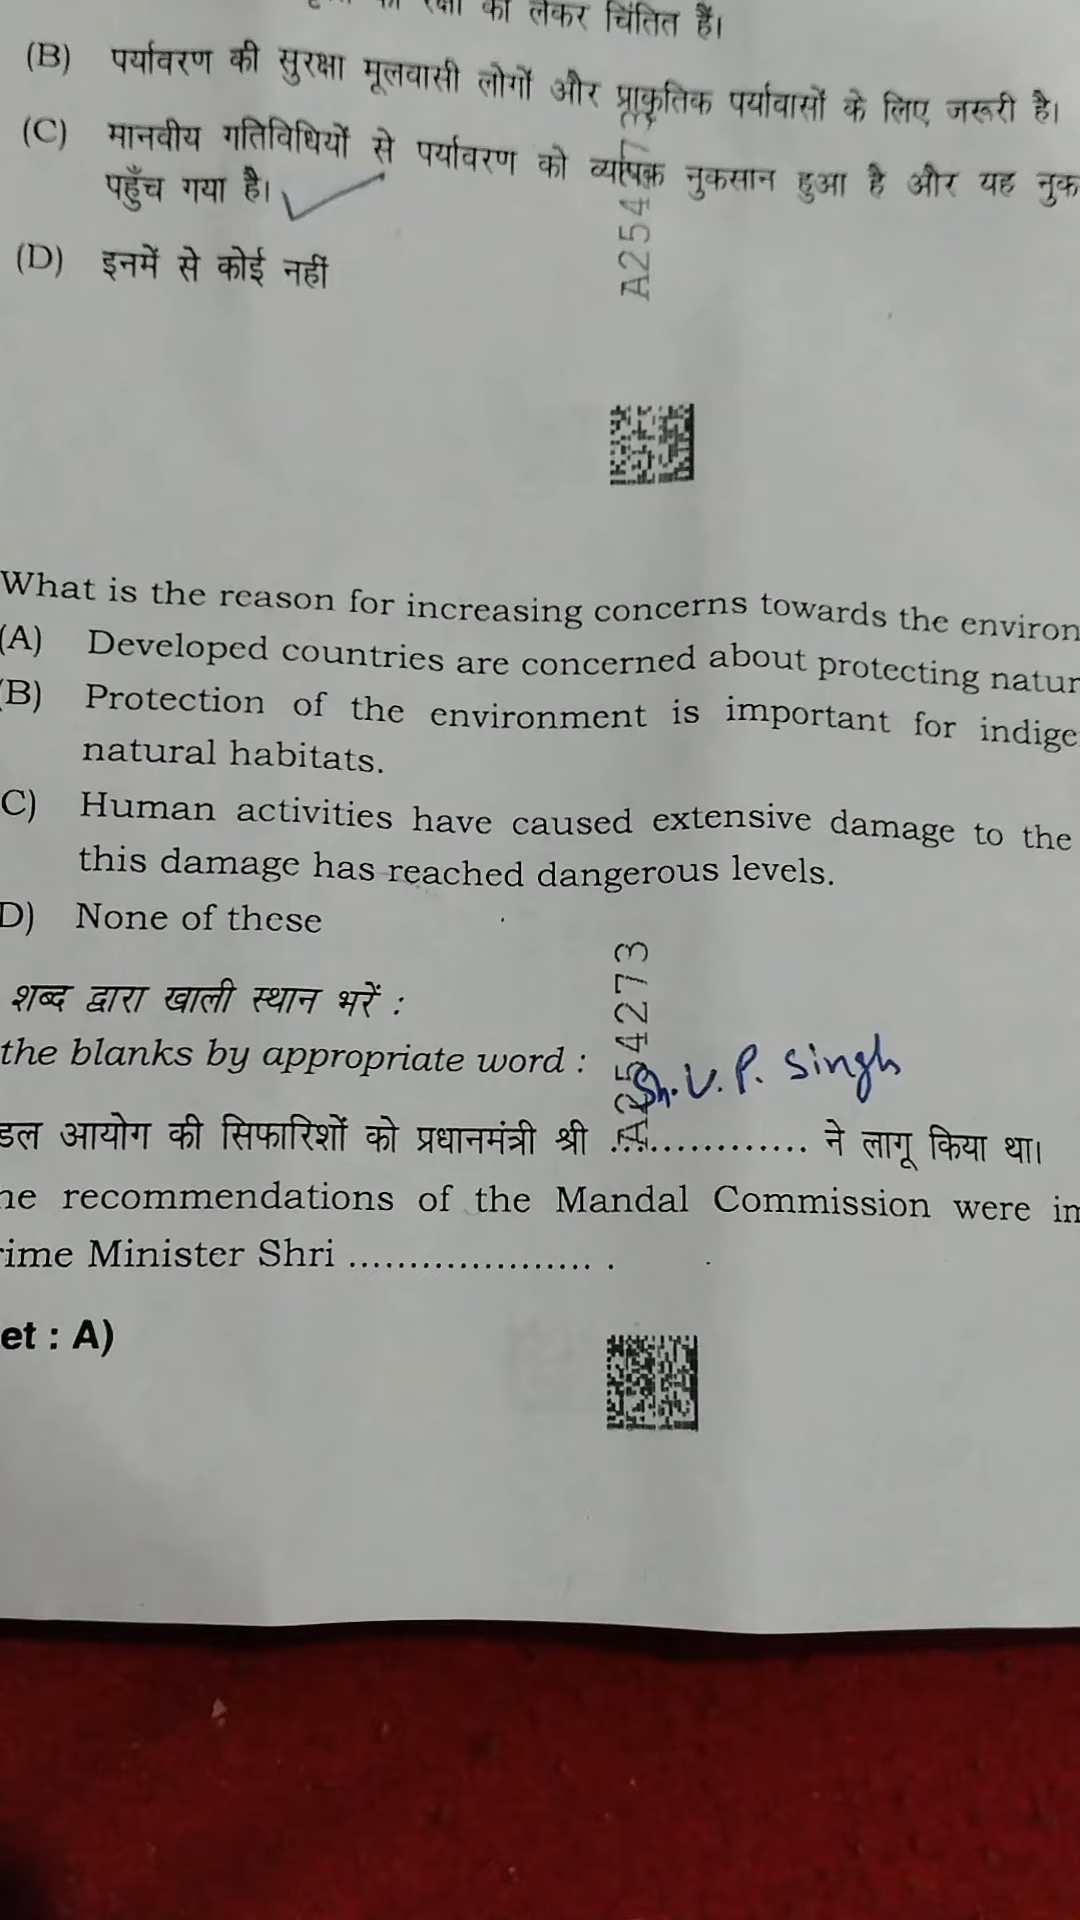 को लेकर चिंतित हैं।
(B) पर्यावरण की सुरक्षा मूलवासी लोगों और प्राकृतिक पर्यावासों के लिए जरूरी है।
(C) मानवीय गतिविधियों से पर्यावरण को व्यापक नुकसान हुआ है और यह नुक
पहुँच गया है।
(D) इनमें से कोई नहीं
What is the reason for increasing concerns towards the environ
(A) Developed countries are concerned about protecting natur
(B) Protection of the environment is important for indige
natural habitats.
C) Human activities have caused extensive damage to the
this damage has reached dangerous levels.
D) None of these
शब्द द्वारा खाली स्थान भरें :
the blanks by appropriate word :
Sh. V. P. Singh
डल आयोग की सिफारिशों को प्रधानमंत्री श्री ................ ने लागू किया था।
he recommendations of the Mandal Commission were im
rime Minister Shri .................... .
et : A)
A254273